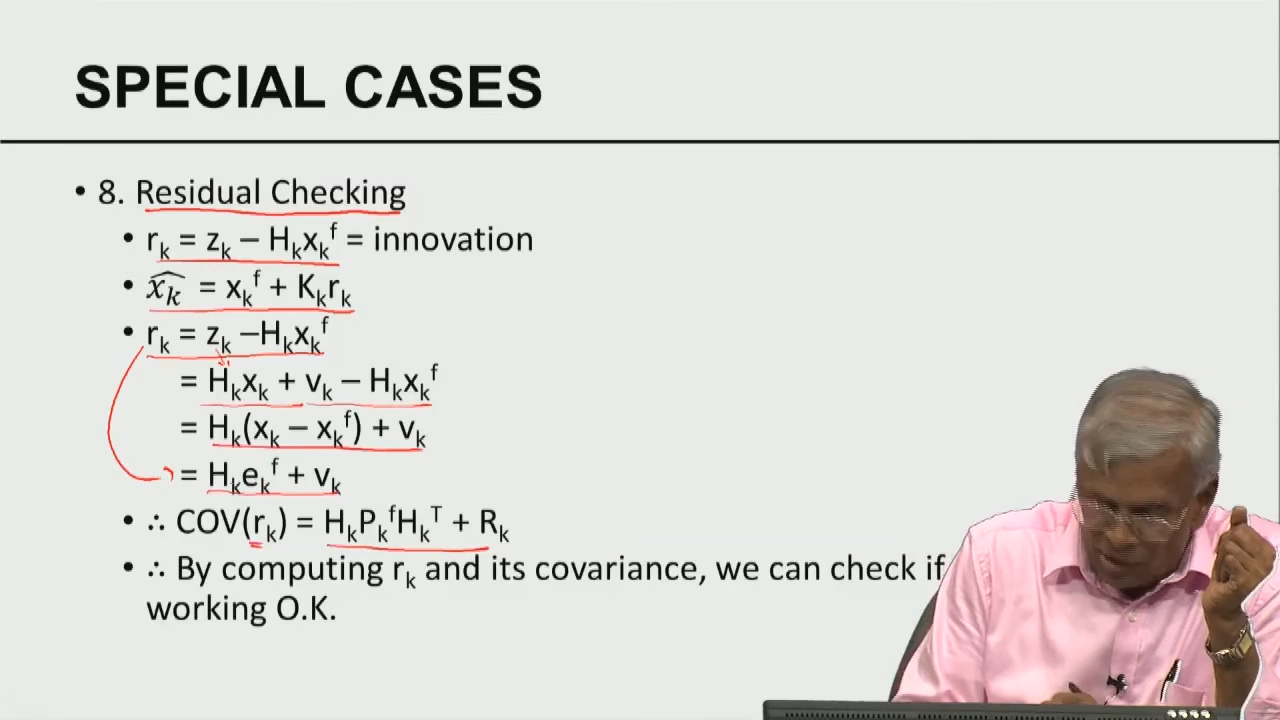 SPECIAL CASES
• 8. Residual Checking
• rₖ = zₖ – Hₖxₖᶠ = innovation
• x̂ₖ = xₖᶠ + Kₖrₖ
• rₖ = zₖ –Hₖxₖᶠ
= Hₖxₖ + vₖ – Hₖxₖᶠ
= Hₖ(xₖ – xₖᶠ) + vₖ
= Hₖeₖᶠ + vₖ
• ∴ COV(rₖ) = HₖPₖᶠHₖᵀ + Rₖ
• ∴ By computing rₖ and its covariance, we can check if
working O.K.